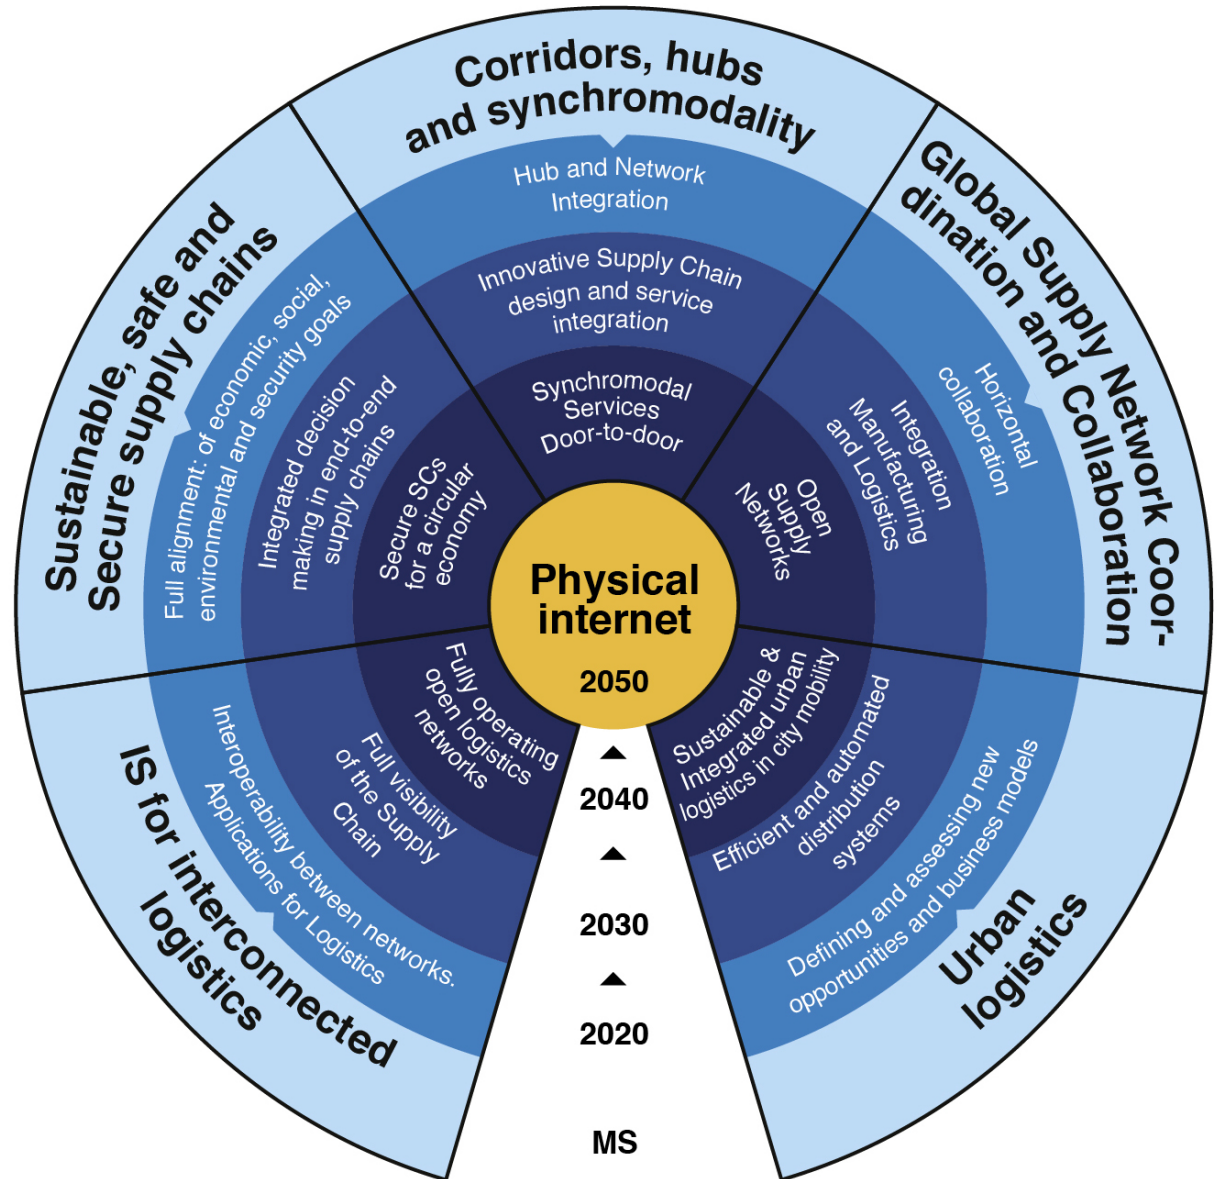 Corridors, hubs
and synchromodality
Hub and Network
Integration
Innovative Supply Chain
design and service
integration
Synchromodal
Services
Door-to-door
Global Supply Network Coor-
dination and Collaboration
Horizontal
collaboration
Integration
Manufacturing
and Logistics
Open
Supply
Networks
Urban
logistics
Defining and assessing new
opportunities and business models
Efficient and automated
distribution
systems
Sustainable &
Integrated urban
logistics in city mobility
IS for interconnected
logistics
Interoperability between networks.
Applications for Logistics
Full visibility
of the Supply
Chain
Fully operating
open logistics
networks
Sustainable, safe and
Secure supply chains
Full alignment: of economic, social,
environmental and security goals
Integrated decision
making in end-to-end
supply chains
Secure SCs
for a circular
economy
Physical
internet
2050
2040
2030
2020
MS